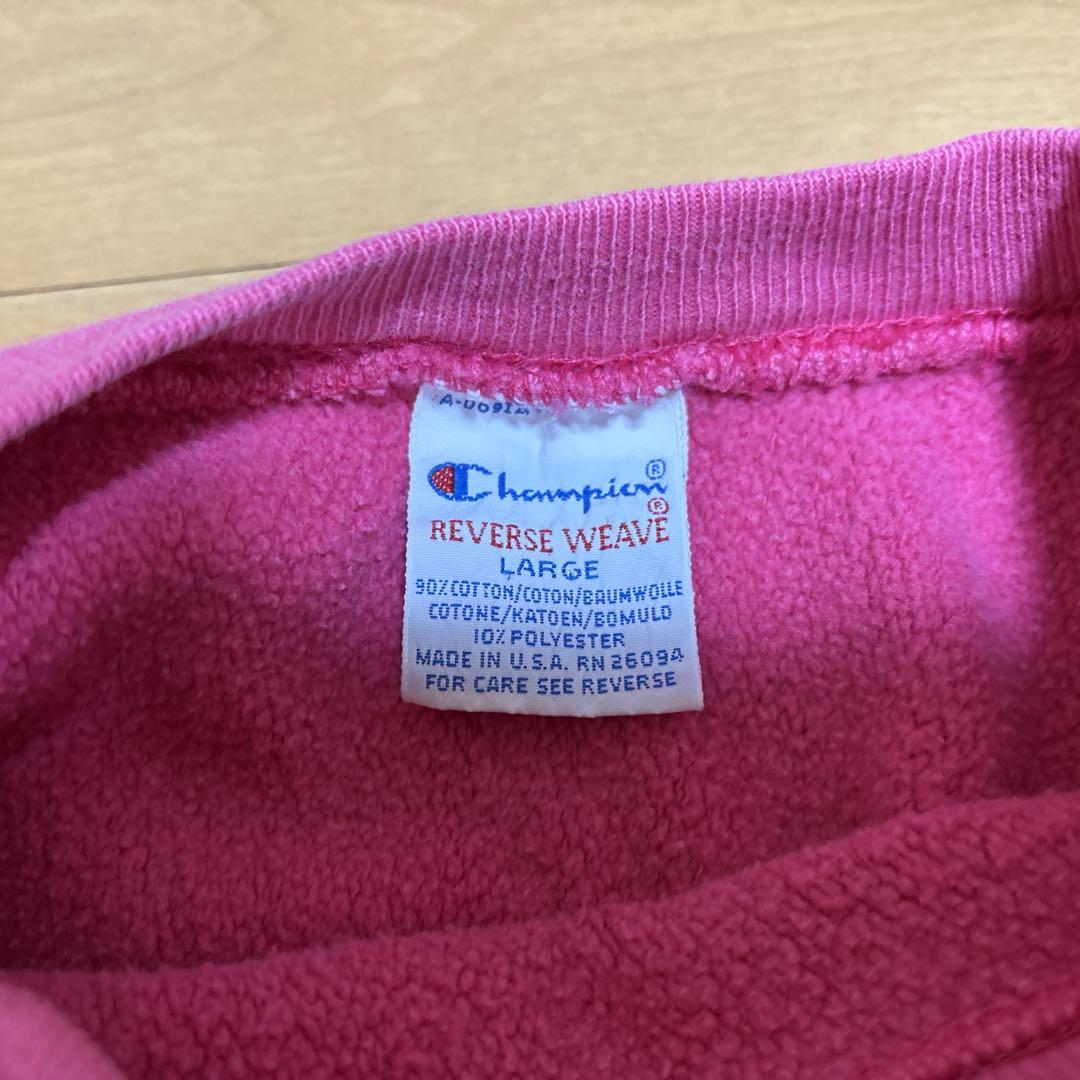 Champion®
REVERSE WEAVE®
LARGE
90% COTTON/COTON/BAUMWOLLE
COTONE/KATOEN/BOMULD
10% POLYESTER
MADE IN U.S.A. RN 26094
FOR CARE SEE REVERSE